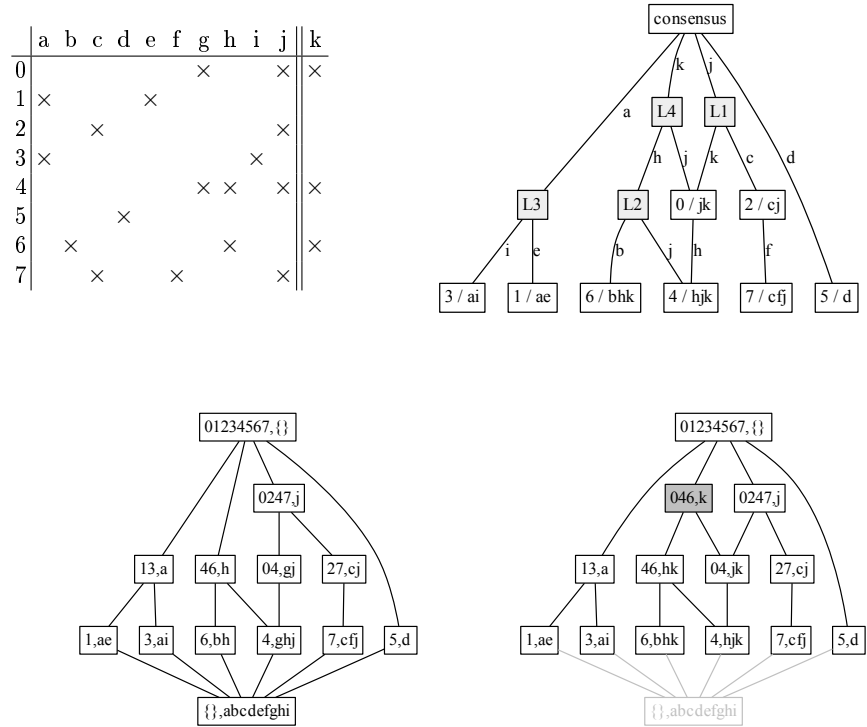 a b c d e f g h i j k
0 × × ×
1 × ×
2 × ×
3 × ×
4 × × × ×
5 ×
6 × × ×
7 × × ×
consensus
k j
a L4 L1 d
h j k c
L3 L2 0 / jk 2 / cj
i e b j h f
3 / ai 1 / ae 6 / bhk 4 / hjk 7 / cfj 5 / d
01234567,{}
0247,j
13,a 46,h 04,gj 27,cj
1,ae 3,ai 6,bh 4,ghj 7,cfj 5,d
{},abcdefghi
01234567,{}
046,k 0247,j
13,a 46,hk 04,jk 27,cj
1,ae 3,ai 6,bhk 4,hjk 7,cfj 5,d
{},abcdefghi